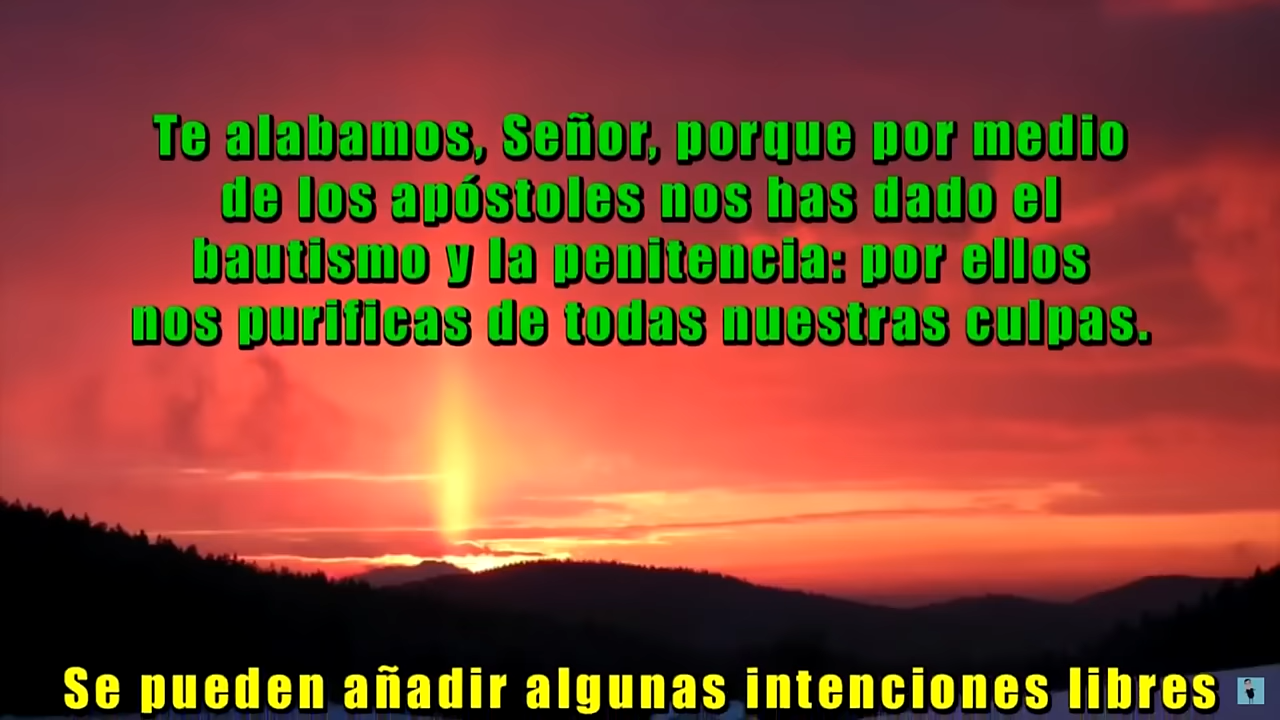 Te alabamos, Señor, porque por medio
de los apóstoles nos has dado el
bautismo y la penitencia: por ellos
nos purificas de todas nuestras culpas.
Se pueden añadir algunas intenciones libres